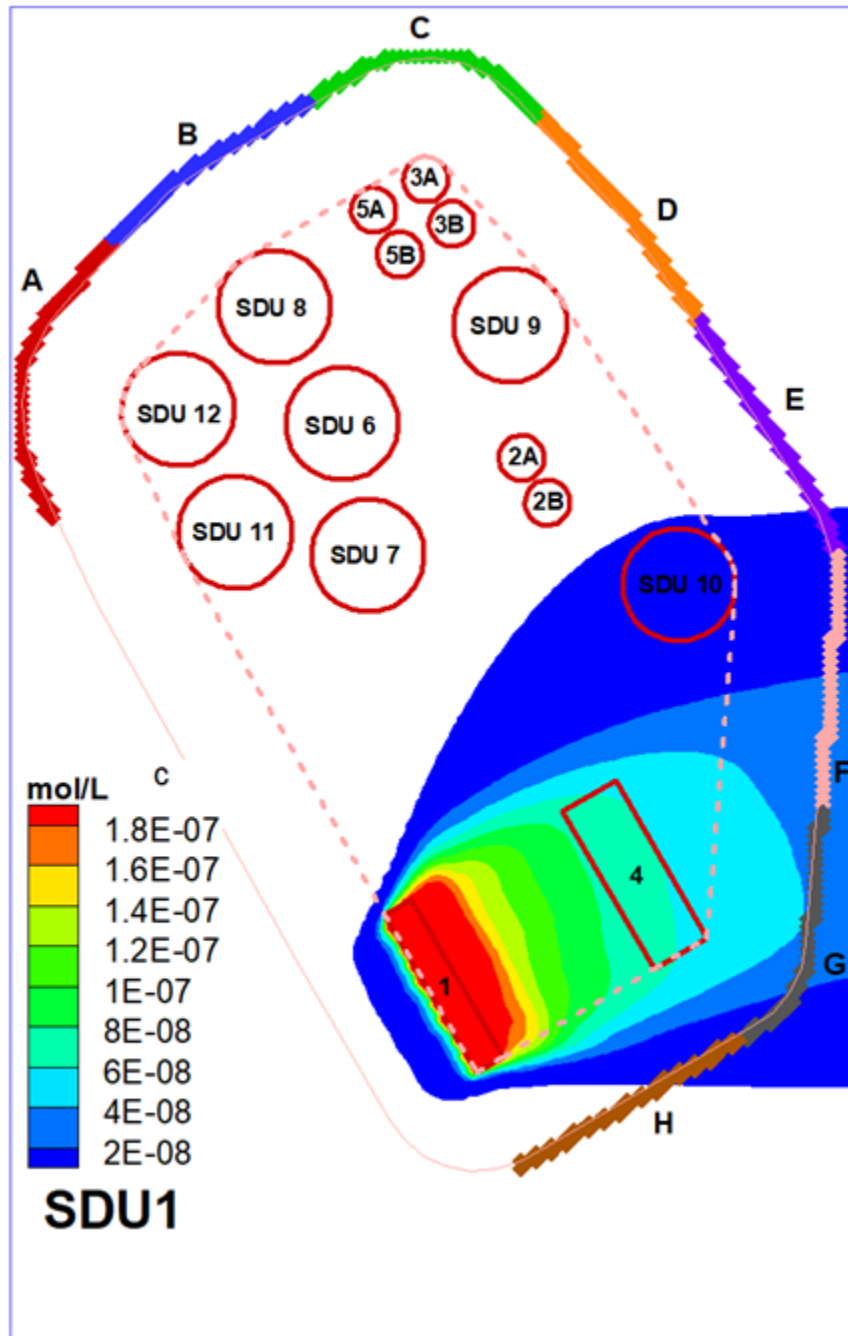 C
B
D
A
E
3A
5A
3B
5B
SDU 8
SDU 9
SDU 12
SDU 6
2A
2B
SDU 11
SDU 7
SDU 10
C
mol/L
1.8E-07
1.6E-07
1.4E-07
1.2E-07
1E-07
8E-08
6E-08
4E-08
2E-08
F
4
G
1
H
SDU1